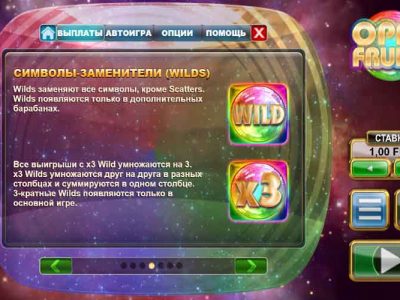 ВЫПЛАТЫ АВТОИГРА ОПЦИИ ПОМОЩЬ X
СИМВОЛЫ-ЗАМЕНИТЕЛИ (WILDS)
Wilds заменяют все символы, кроме Scatters.
Wilds появляются только в дополнительных
барабанах.
WILD
Все выигрыши с x3 Wild умножаются на 3.
x3 Wilds умножаются друг на друга в разных
столбцах и суммируются в одном столбце.
3-кратные Wilds появляются только в
основной игре.
x3
OP
FRU
СТАВК
1,00 F